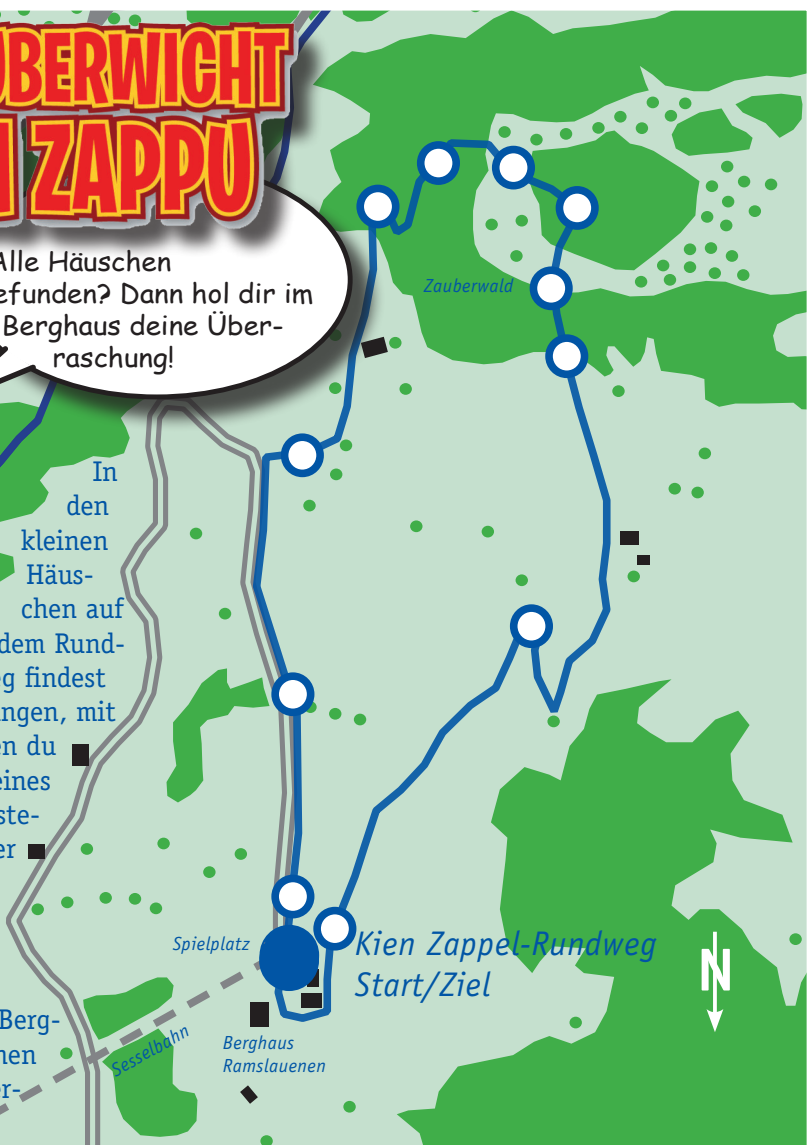 UBERWICHT
N ZAPPU
Alle Häuschen
efunden? Dann hol dir im
Berghaus deine Über-
raschung!
Zauberwald
In
den
kleinen
Häus-
chen auf
dem Rund-
g findest
ngen, mit
en du
eines
ste-
er
Spielplatz
Kien Zappel-Rundweg
Start/Ziel
N
Berg-
nen
er-
Sesselbahn
Berghaus
Ramslauenen